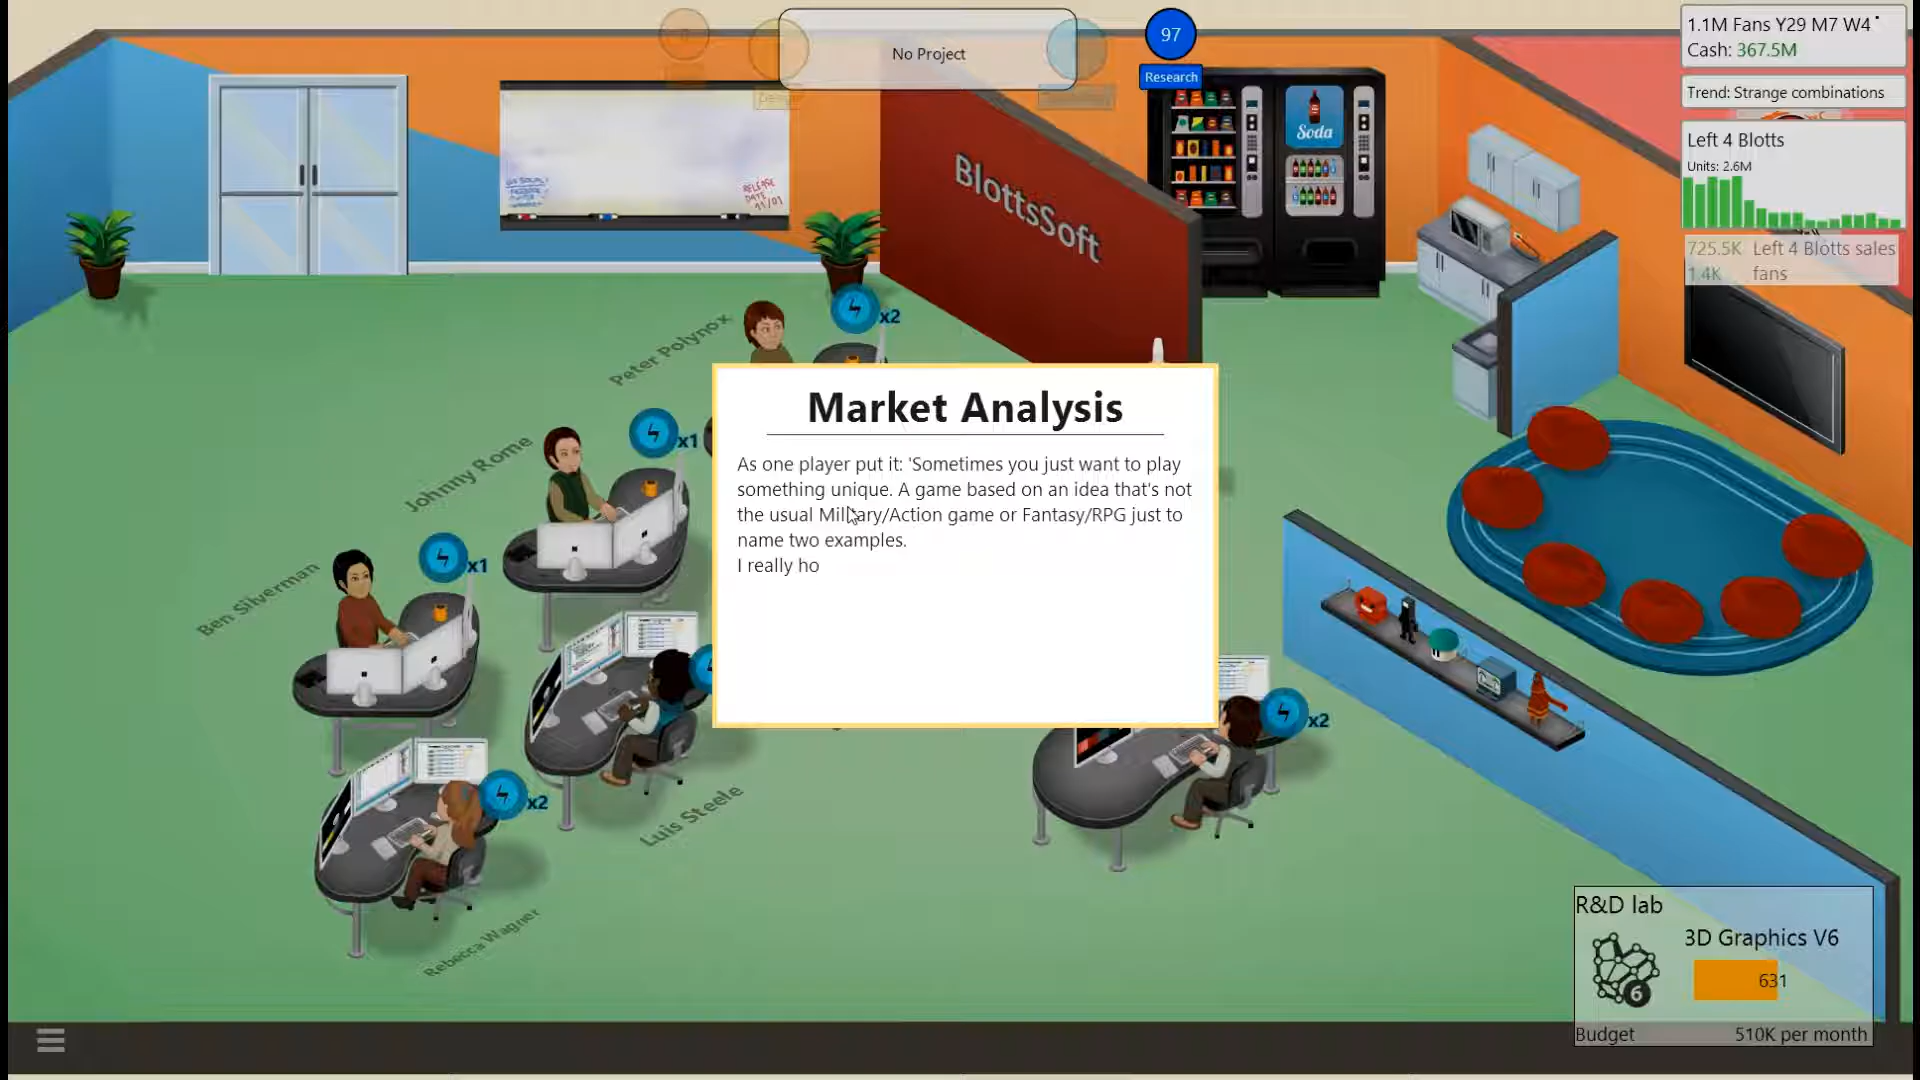 No Project
97
Research
1.1M Fans Y29 M7 W4
Cash: 367.5M
Trend: Strange combinations
Left 4 Blotts
Units: 2.6M
725.5K Left 4 Blotts sales
1.4K fans
Soda
BlottsSoft
RELEASE
DATE
11/01
Peter Polynox
x2
Johnny Rome
x1
Ben Silverman
x1
Market Analysis
As one player put it: 'Sometimes you just want to play
something unique. A game based on an idea that's not
the usual Military/Action game or Fantasy/RPG just to
name two examples.
I really ho
x2
x2
Luis Steele
Rebecca Wagner
R&D lab
3D Graphics V6
6
631
Budget 510K per month